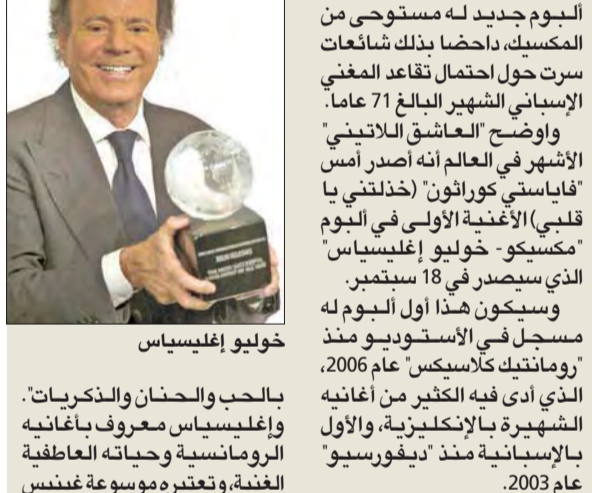 ألبوم جديد له مستوحى من
المكسيك، داحضا بذلك شائعات
سرت حول احتمال تقاعد المغني
الإسباني الشهير البالغ 71 عاما.
واوضح "العاشق اللاتيني"
الأشهر في العالم أنه أصدر أمس
"فاياستي كوراثون" (خذلتني يا
قلبي) الأغنية الأولى في ألبوم
"مكسيكو - خوليو إغليسياس"
الذي سيصدر في 18 سبتمبر.
وسيكون هذا أول ألبوم له
مسجل في الأستوديو منذ
"رومانتيك كلاسيكس" عام 2006،
الذي أدى فيه الكثير من أغانيه
الشهيرة بالإنكليزية، والأول
بالإسبانية منذ "ديفورسيو"
عام 2003.
خوليو إغليسياس
بالحب والحنان والذكريات".
وإغليسياس معروف بأغانيه
الرومانسية وحياته العاطفية
الغنية، وتعتبره موسوعة غينيس